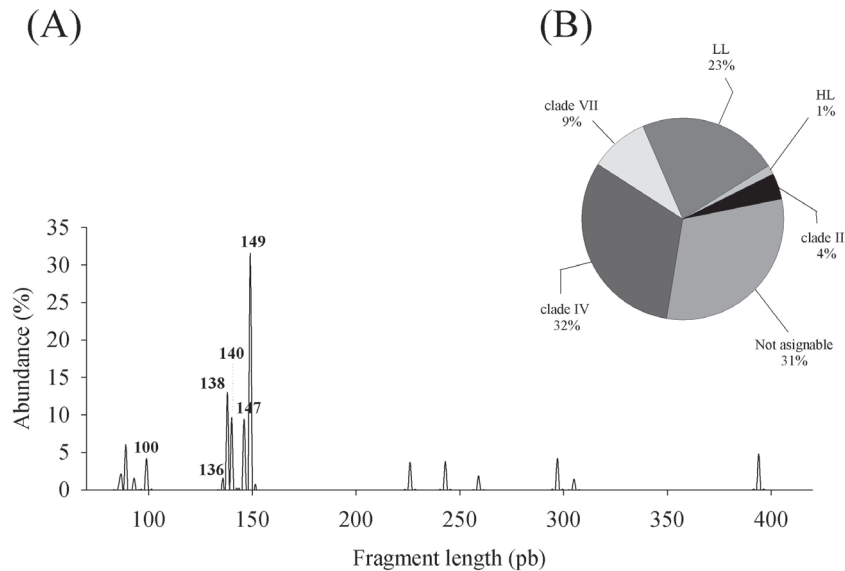 (A)
(B)
LL
23%
HL
1%
clade VII
9%
clade II
4%
clade IV
32%
Not asignable
31%
35
30
25
20
15
10
5
0
Abundance (%)
149
140
138
147
100
136
100
150
200
250
300
350
400
Fragment length (pb)